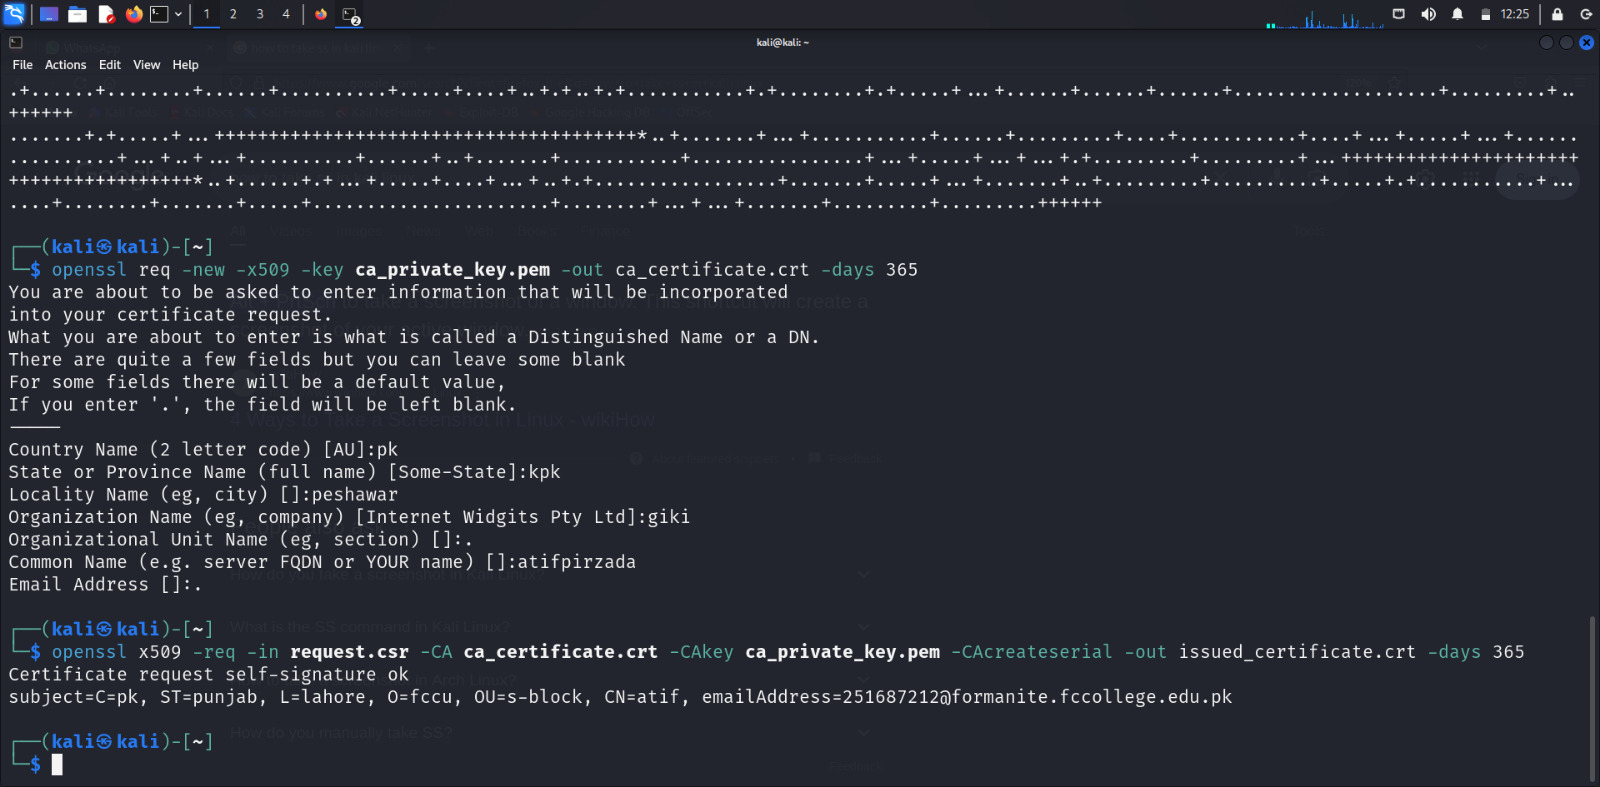 1 2 3 4 2 12:25
kali@kali: ~
File Actions Edit View Help
┌──(kali㉿kali)-[~]
└─$ openssl req -new -x509 -key ca_private_key.pem -out ca_certificate.crt -days 365
You are about to be asked to enter information that will be incorporated
into your certificate request.
What you are about to enter is what is called a Distinguished Name or a DN.
There are quite a few fields but you can leave some blank
For some fields there will be a default value,
If you enter '.', the field will be left blank.
-----
Country Name (2 letter code) [AU]:pk
State or Province Name (full name) [Some-State]:kpk
Locality Name (eg, city) []:peshawar
Organization Name (eg, company) [Internet Widgits Pty Ltd]:giki
Organizational Unit Name (eg, section) []:.
Common Name (e.g. server FQDN or YOUR name) []:atifpirzada
Email Address []:.
┌──(kali㉿kali)-[~]
└─$ openssl x509 -req -in request.csr -CA ca_certificate.crt -CAkey ca_private_key.pem -CAcreateserial -out issued_certificate.crt -days 365
Certificate request self-signature ok
subject=C=pk, ST=punjab, L=lahore, O=fccu, OU=s-block, CN=atif, emailAddress=251687212@formanite.fccollege.edu.pk
┌──(kali㉿kali)-[~]
└─$